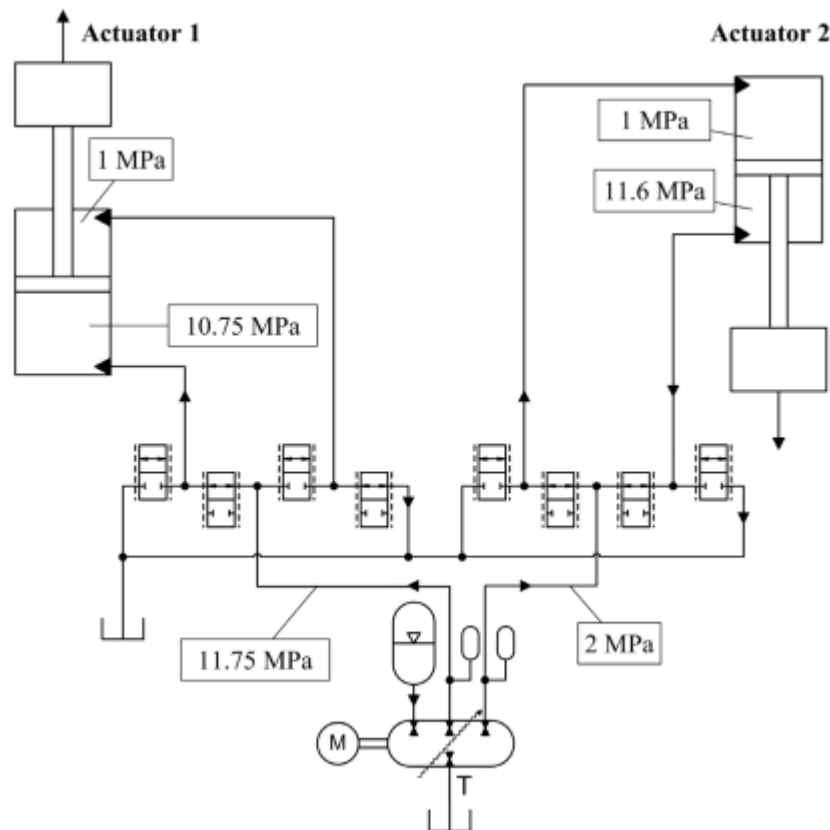 Actuator 1
Actuator 2
1 MPa
1 MPa
11.6 MPa
10.75 MPa
11.75 MPa
2 MPa
M
T